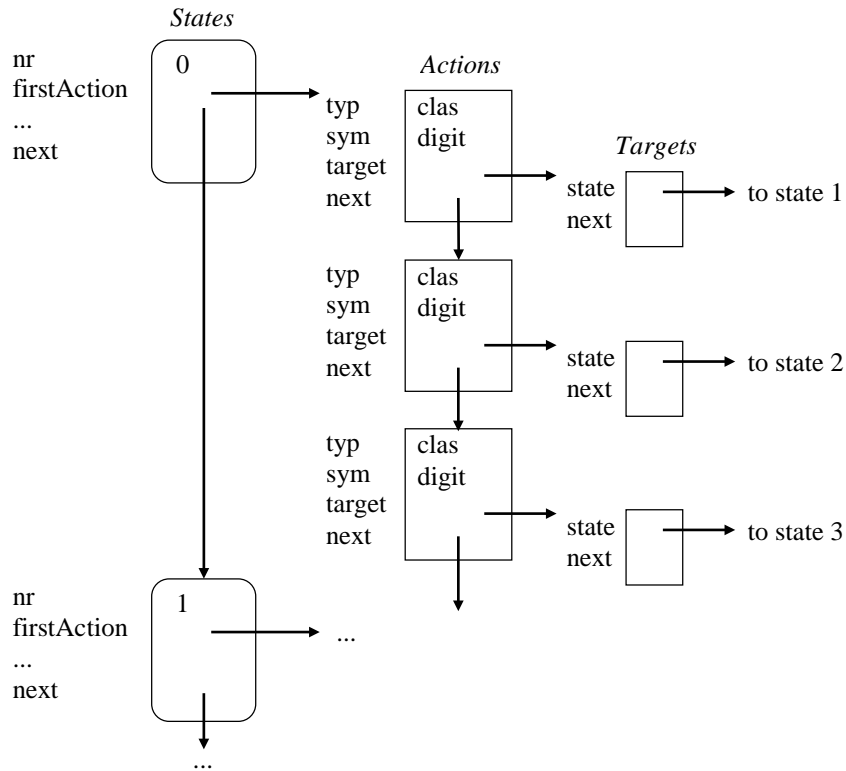 States
nr
firstAction
...
next
0
Actions
typ
sym
target
next
clas
digit
Targets
state
next
to state 1
typ
sym
target
next
clas
digit
state
next
to state 2
typ
sym
target
next
clas
digit
state
next
to state 3
nr
firstAction
...
next
1
...
...